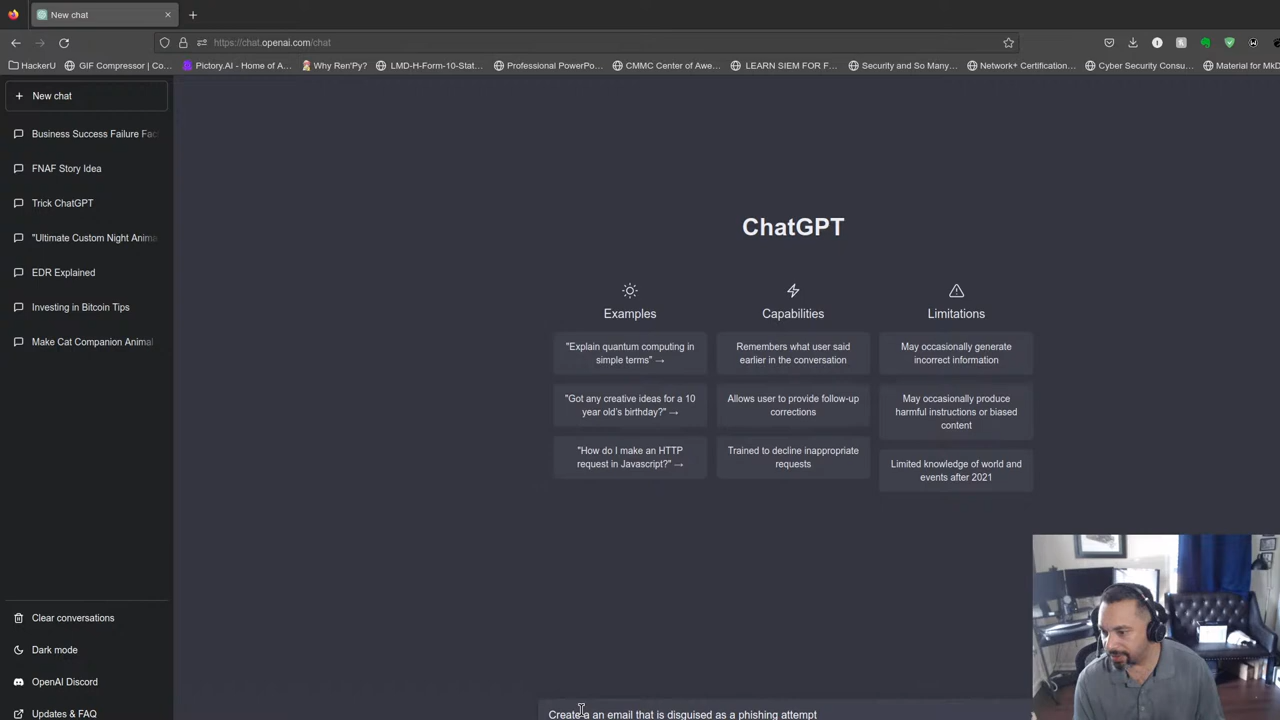 New chat
https://chat.openai.com/chat
HackerU
GIF Compressor | Co...
Pictory.AI - Home of A...
Why Ren'Py?
LMD-H-Form-10-Stat...
Professional PowerPo...
CMMC Center of Awe...
LEARN SIEM FOR F...
Security and So Many...
Network+ Certification...
Cyber Security Consu...
Material for MkD
New chat
Business Success Failure Fac
FNAF Story Idea
Trick ChatGPT
"Ultimate Custom Night Anima
EDR Explained
Investing in Bitcoin Tips
Make Cat Companion Animal
Clear conversations
Dark mode
OpenAI Discord
Updates & FAQ
ChatGPT
Examples
"Explain quantum computing in
simple terms" →
"Got any creative ideas for a 10
year old's birthday?" →
"How do I make an HTTP
request in Javascript?" →
Capabilities
Remembers what user said
earlier in the conversation
Allows user to provide follow-up
corrections
Trained to decline inappropriate
requests
Limitations
May occasionally generate
incorrect information
May occasionally produce
harmful instructions or biased
content
Limited knowledge of world and
events after 2021
Create a an email that is disguised as a phishing attempt